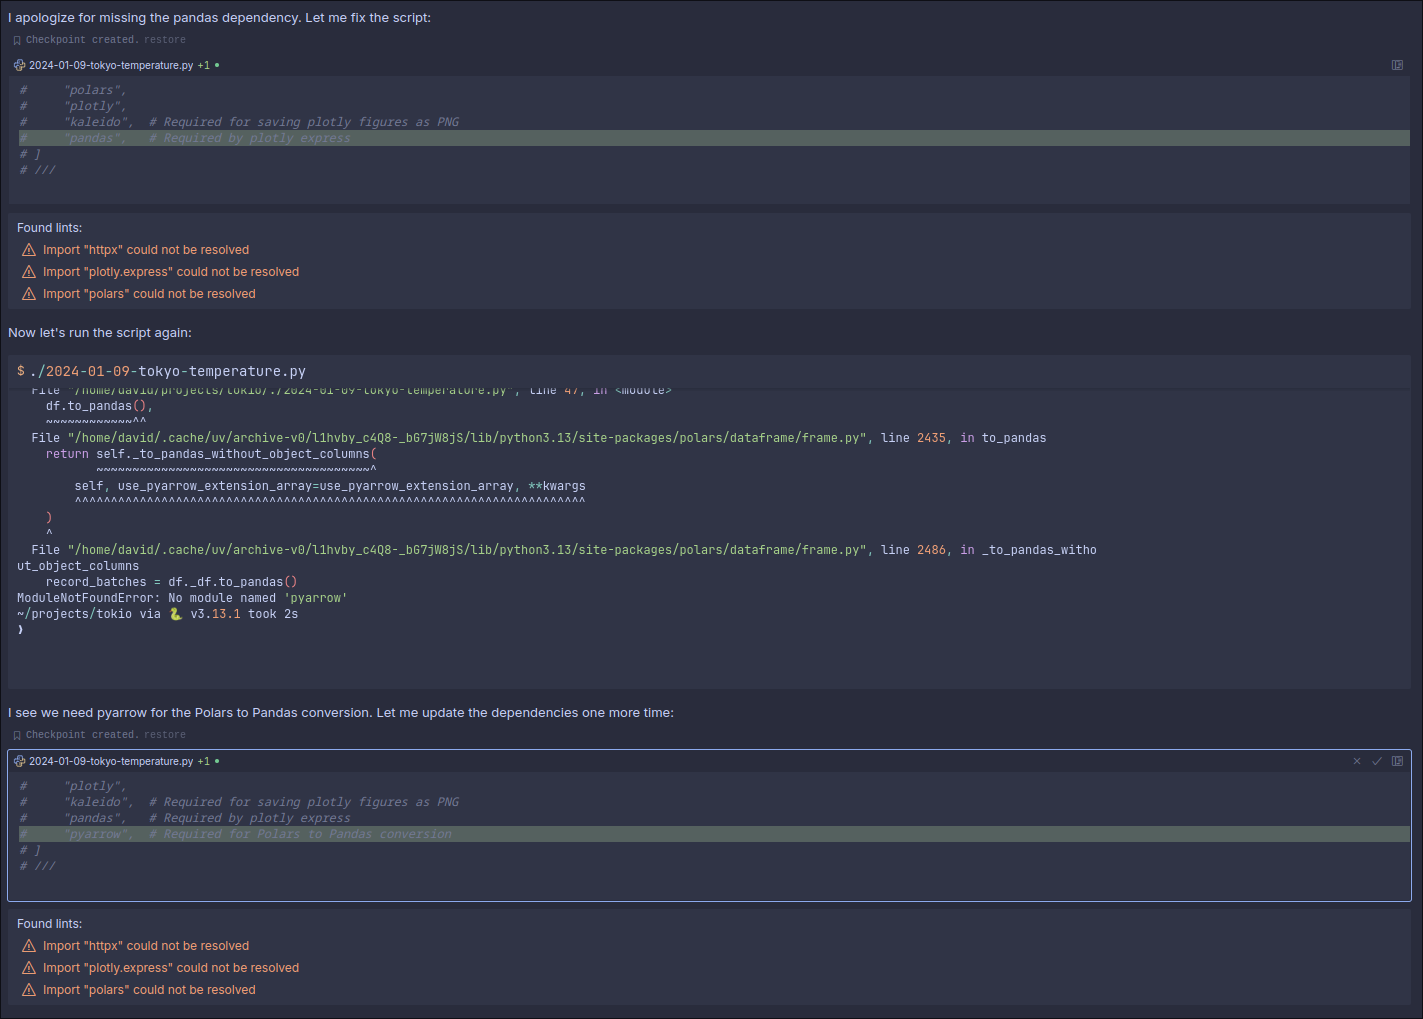 I apologize for missing the pandas dependency. Let me fix the script:
Checkpoint created. restore
2024-01-09-tokyo-temperature.py +1
#     "polars",
#     "plotly",
#     "kaleido",  # Required for saving plotly figures as PNG
#     "pandas",   # Required by plotly express
# ]
# ///
Found lints:
Import "httpx" could not be resolved
Import "plotly.express" could not be resolved
Import "polars" could not be resolved
Now let's run the script again:
$ ./2024-01-09-tokyo-temperature.py
  File "/home/david/projects/tokio/./2024-01-09-tokyo-temperature.py", line 47, in <module>
    df.to_pandas(),
    ~~~~~~~~~~~~^^
  File "/home/david/.cache/uv/archive-v0/l1hvby_c4Q8-_bG7jW8jS/lib/python3.13/site-packages/polars/dataframe/frame.py", line 2435, in to_pandas
    return self._to_pandas_without_object_columns(
           ~~~~~~~~~~~~~~~~~~~~~~~~~~~~~~~~~~~~~~^
        self, use_pyarrow_extension_array=use_pyarrow_extension_array, **kwargs
        ^^^^^^^^^^^^^^^^^^^^^^^^^^^^^^^^^^^^^^^^^^^^^^^^^^^^^^^^^^^^^^^^^^^^^^^
    )
    ^
  File "/home/david/.cache/uv/archive-v0/l1hvby_c4Q8-_bG7jW8jS/lib/python3.13/site-packages/polars/dataframe/frame.py", line 2486, in _to_pandas_witho
ut_object_columns
    record_batches = df._df.to_pandas()
ModuleNotFoundError: No module named 'pyarrow'
~/projects/tokio via 🐍 v3.13.1 took 2s
❯
I see we need pyarrow for the Polars to Pandas conversion. Let me update the dependencies one more time:
Checkpoint created. restore
2024-01-09-tokyo-temperature.py +1
#     "plotly",
#     "kaleido",  # Required for saving plotly figures as PNG
#     "pandas",   # Required by plotly express
#     "pyarrow",  # Required for Polars to Pandas conversion
# ]
# ///
Found lints:
Import "httpx" could not be resolved
Import "plotly.express" could not be resolved
Import "polars" could not be resolved